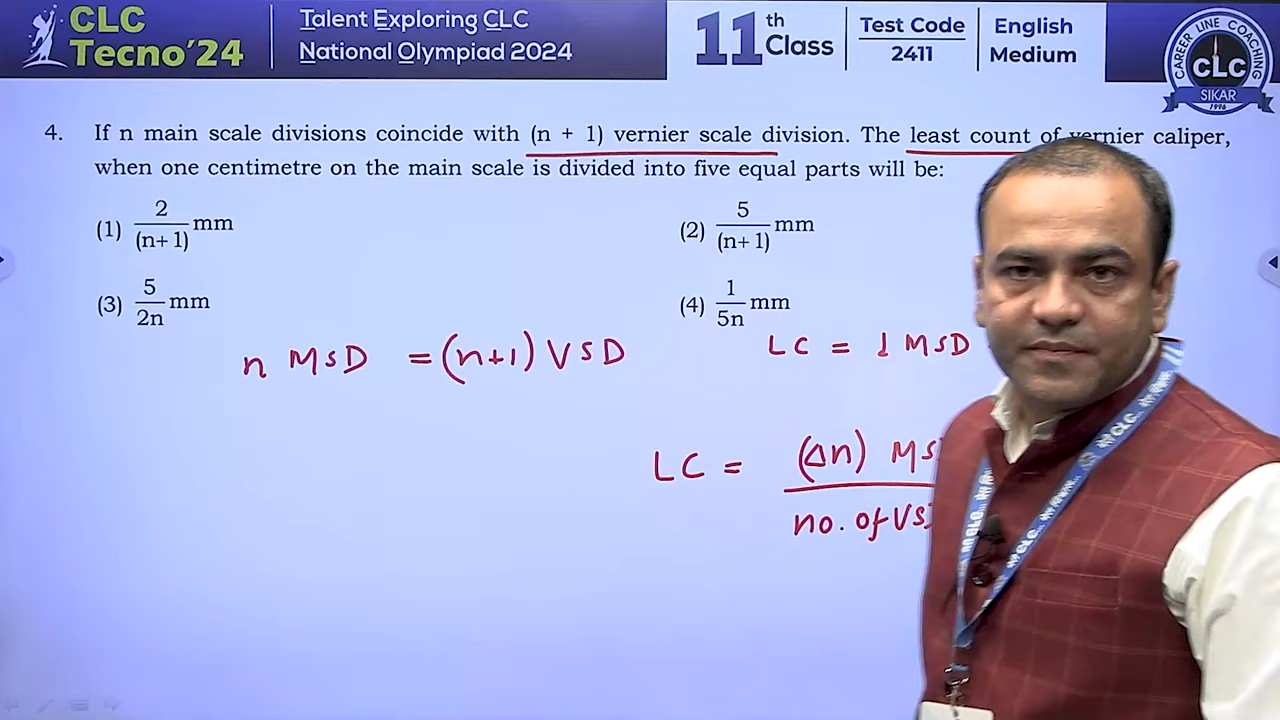 CLC
Tecno'24
Talent Exploring CLC
National Olympiad 2024
11th Class
Test Code
2411
English
Medium
CAREER LINE COACHING
CLC
SIKAR
1996
4. If n main scale divisions coincide with (n + 1) vernier scale division. The least count of vernier caliper,
when one centimetre on the main scale is divided into five equal parts will be:
(1) 2/(n+1) mm
(2) 5/(n+1) mm
(3) 5/2n mm
(4) 1/5n mm
n MSD = (n+1) VSD
LC = 1 MSD
LC = (Δn) MS
no. of VS
CLC
CLC